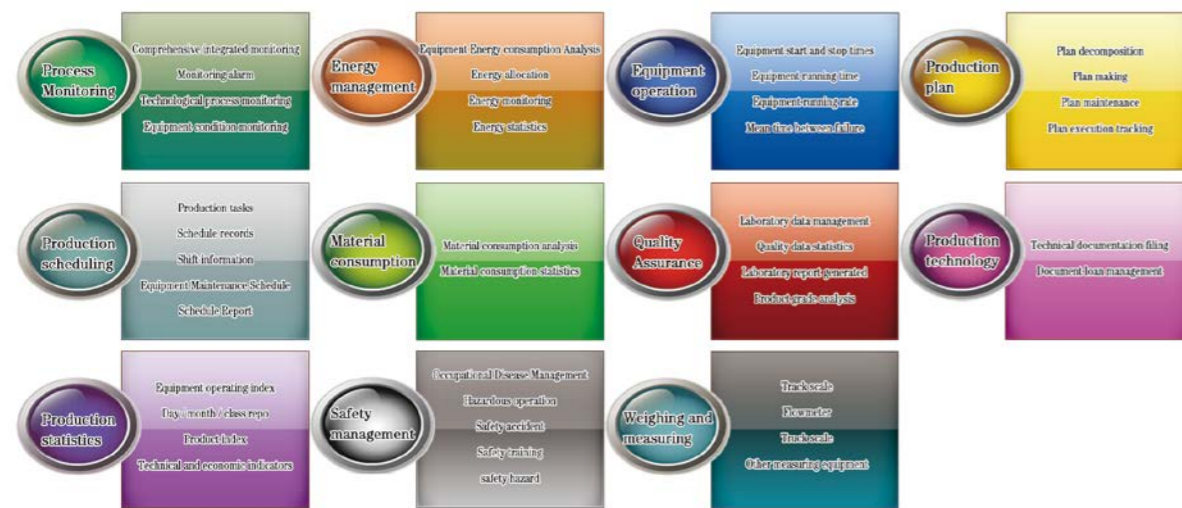 Process
Monitoring
Comprehensive integrated monitoring
Monitoring alarm
Technological process monitoring
Equipment condition monitoring
Energy
management
Equipment Energy consumption Analysis
Energy allocation
Energy monitoring
Energy statistics
Equipment
operation
Equipment start and stop times
Equipment running time
Equipment running rate
Mean time between failure
Production
plan
Plan decomposition
Plan making
Plan maintenance
Plan execution tracking
Production
scheduling
Production tasks
Schedule records
Shift information
Equipment Maintenance Schedule
Schedule Report
Material
consumption
Material consumption analysis
Material consumption statistics
Quality
Assurance
Laboratory data management
Quality data statistics
Laboratory report generated
Product grade analysis
Production
technology
Technical documentation filing
Document loan management
Production
statistics
Equipment operating index
Day / month / class repo
Product index
Technical and economic indicators
Safety
management
Occupational Disease Management
Hazardous operation
Safety accident
Safety training
safety hazard
Weighing and
measuring
Track scale
Flowmeter
Truck scale
Other measuring equipment